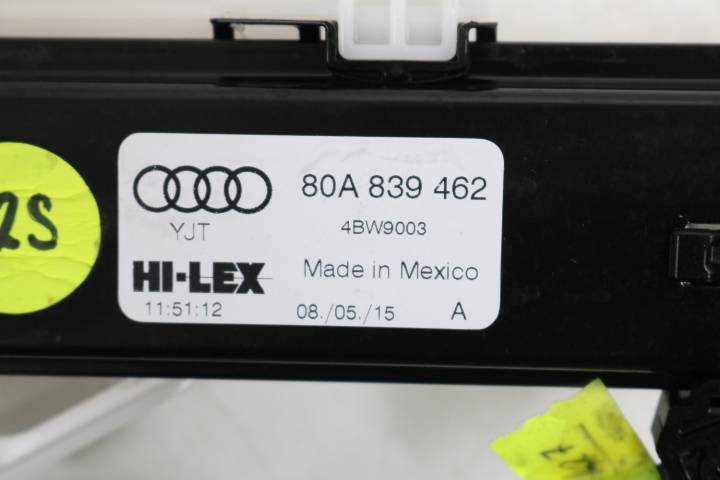 80A 839 462
YJT 4BW9003
HI-LEX Made in Mexico
11:51:12 08./05./15 A